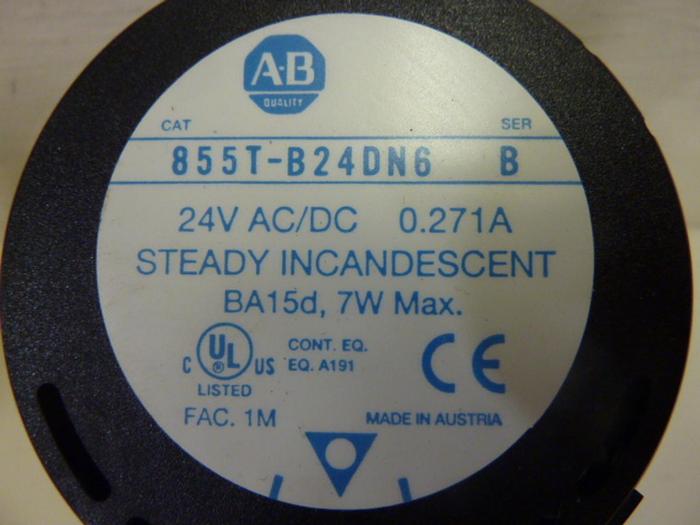 A·B
QUALITY
CAT SER
855T-B24DN6 B
24V AC/DC 0.271A
STEADY INCANDESCENT
BA15d, 7W Max.
C UL US CONT. EQ.
LISTED EQ. A191
CE
FAC. 1M MADE IN AUSTRIA